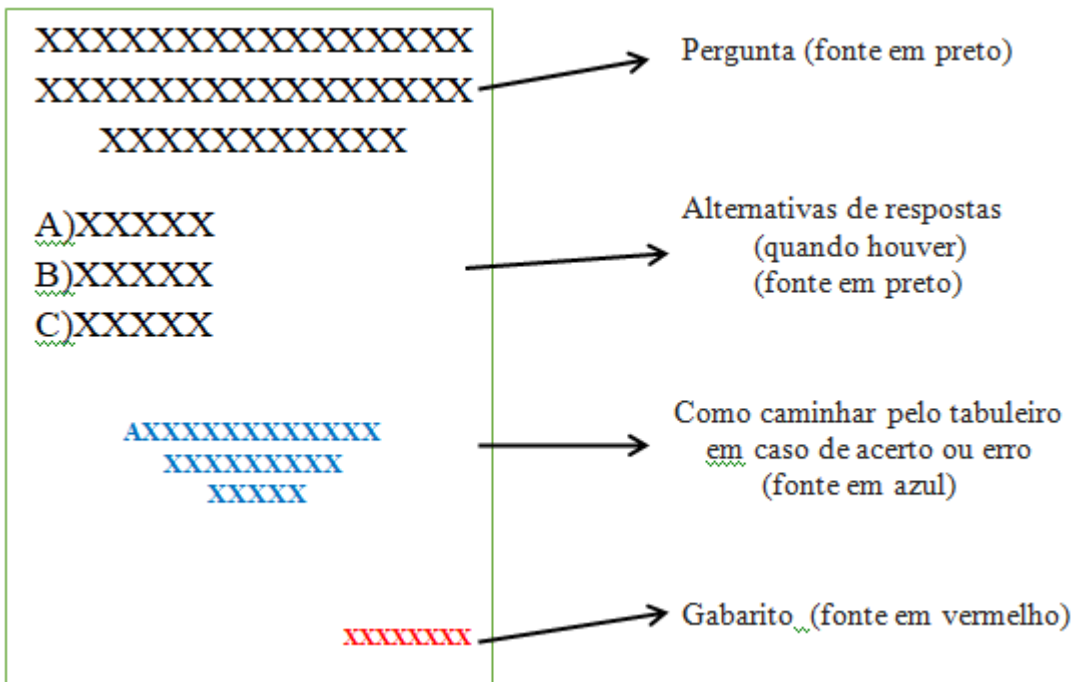 XXXXXXXXXXXXXXXX
XXXXXXXXXXXXXXXX
XXXXXXXXXXX
Pergunta (fonte em preto)
A)XXXXX
B)XXXXX
C)XXXXX
Alternativas de respostas
(quando houver)
(fonte em preto)
AXXXXXXXXXXXX
XXXXXXXXX
XXXXX
Como caminhar pelo tabuleiro
em caso de acerto ou erro
(fonte em azul)
XXXXXXXX
Gabarito (fonte em vermelho)